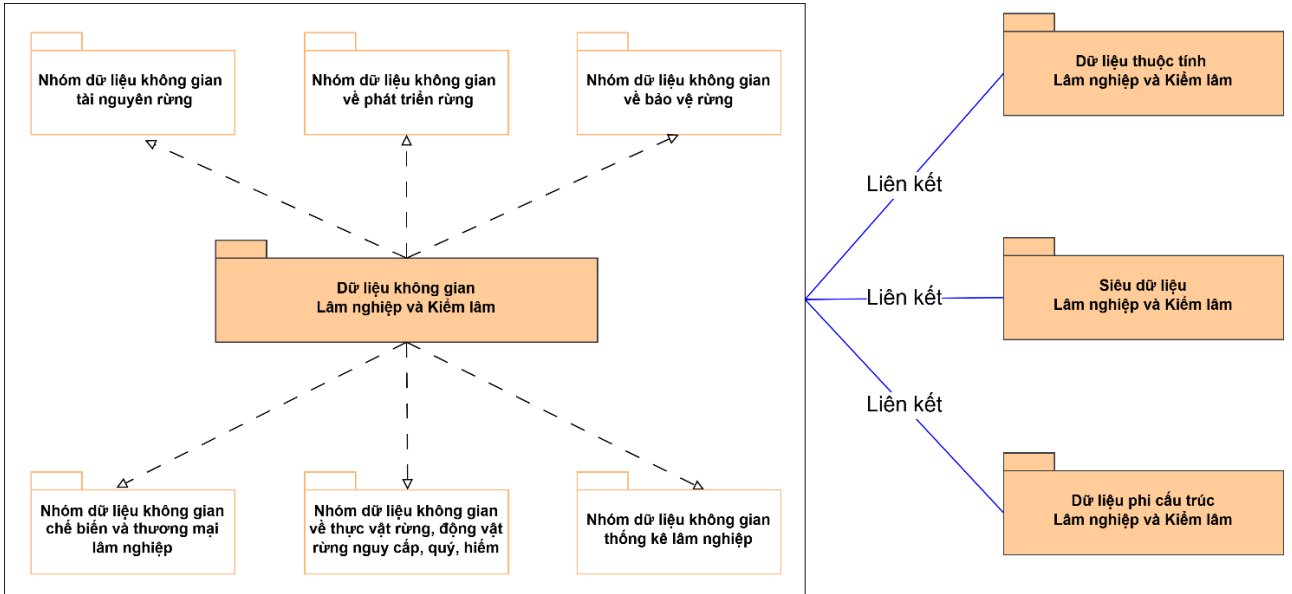 Nhóm dữ liệu không gian
tài nguyên rừng
Nhóm dữ liệu không gian
về phát triển rừng
Nhóm dữ liệu không gian
về bảo vệ rừng
Dữ liệu không gian
Lâm nghiệp và Kiểm lâm
Nhóm dữ liệu không gian
chế biến và thương mại
lâm nghiệp
Nhóm dữ liệu không gian
về thực vật rừng, động vật
rừng nguy cấp, quý, hiếm
Nhóm dữ liệu không gian
thống kê lâm nghiệp
Liên kết
Liên kết
Liên kết
Dữ liệu thuộc tính
Lâm nghiệp và Kiểm lâm
Siêu dữ liệu
Lâm nghiệp và Kiểm lâm
Dữ liệu phi cấu trúc
Lâm nghiệp và Kiểm lâm